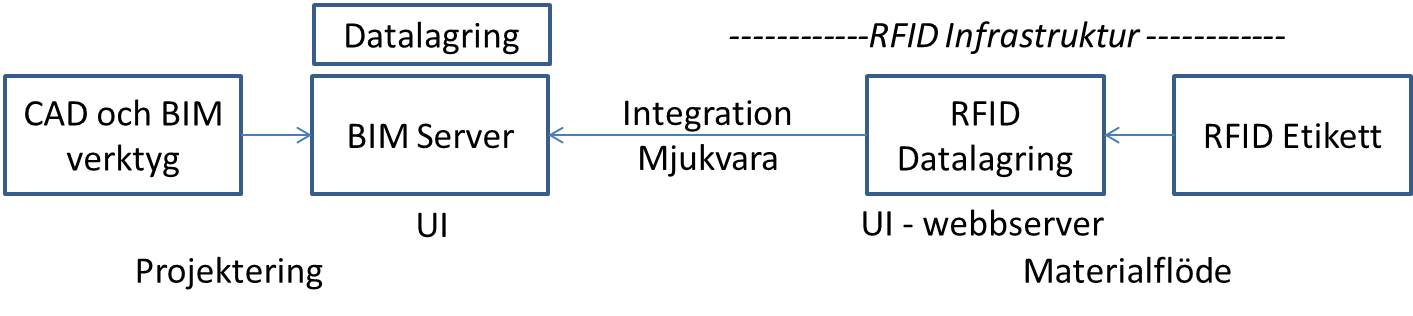 Datalagring
------------RFID Infrastruktur ------------
CAD och BIM
verktyg
BIM Server
Integration
Mjukvara
RFID
Datalagring
RFID Etikett
UI
UI - webbserver
Projektering
Materialflöde